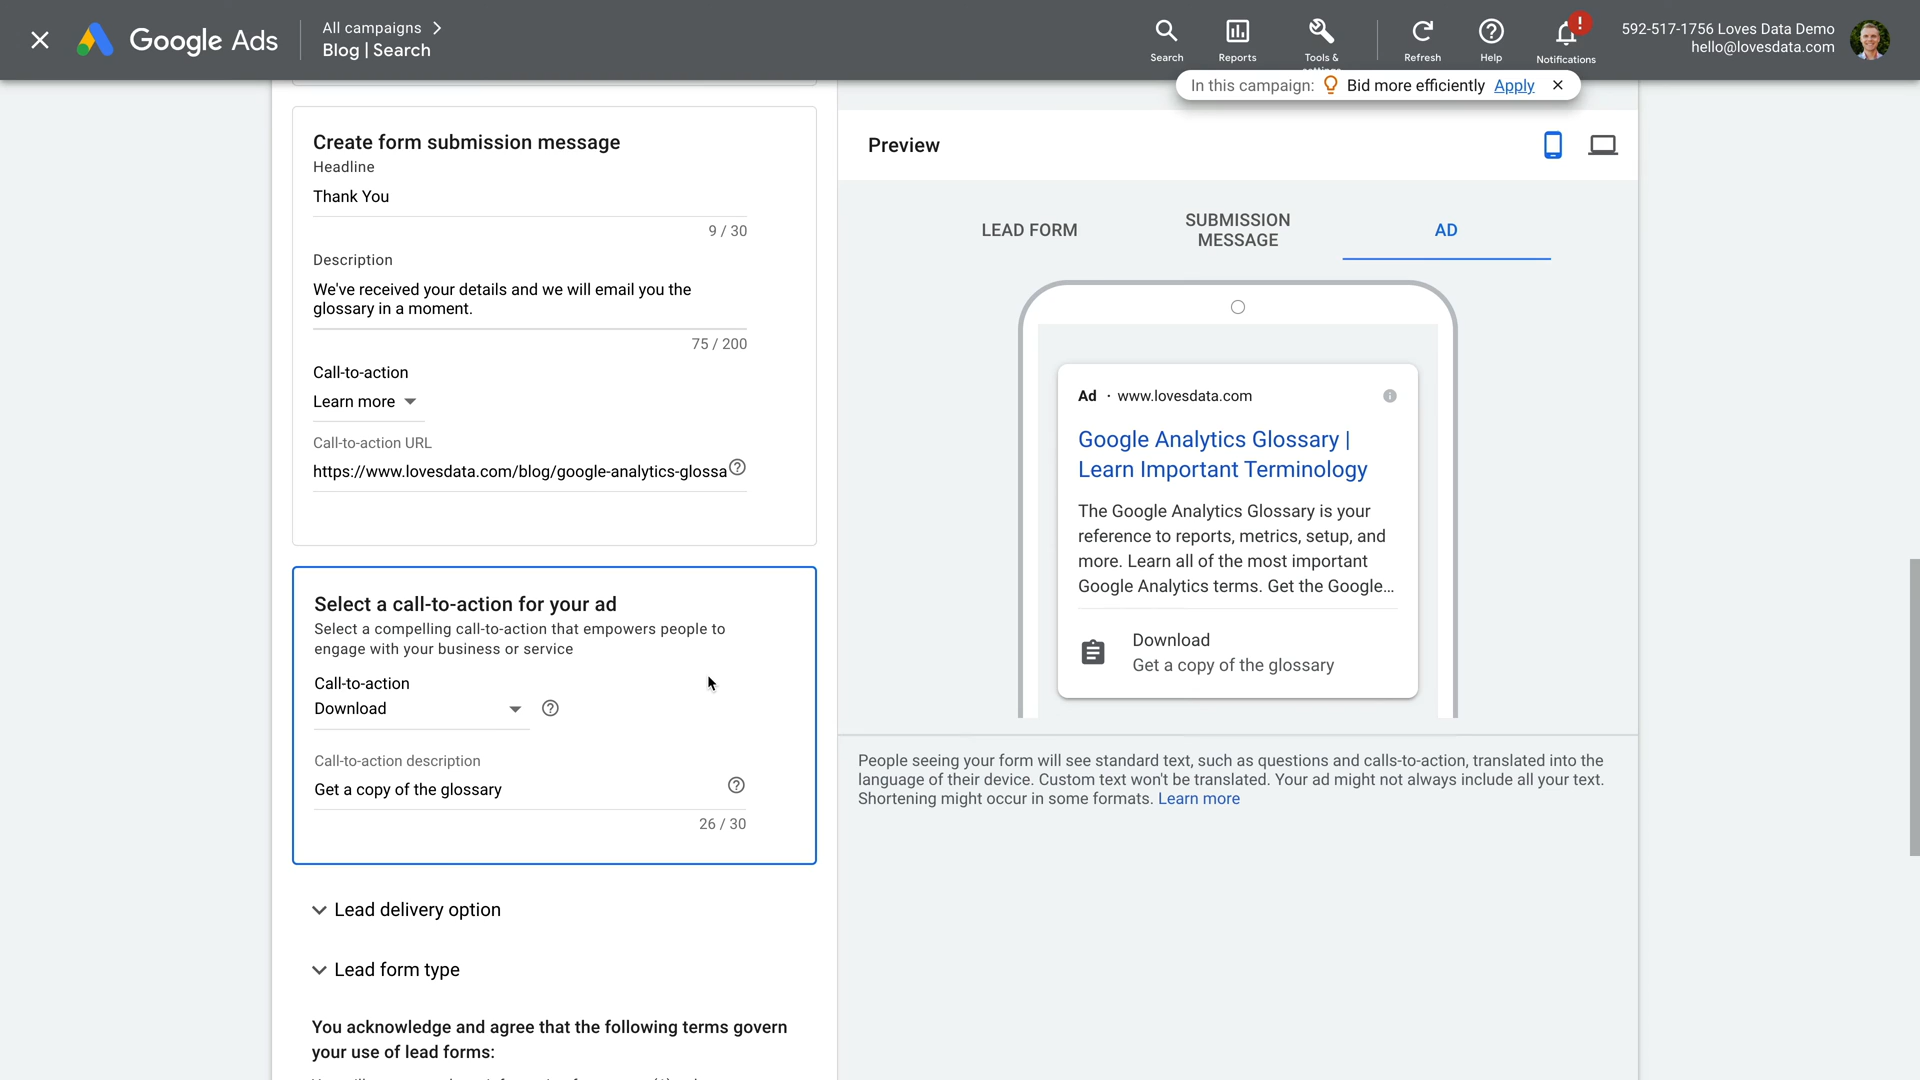 Google Ads
All campaigns
Blog | Search
Search
Reports
Tools &
Refresh
Help
!
Notifications
592-517-1756 Loves Data Demo
hello@lovesdata.com
In this campaign: Bid more efficiently Apply
Create form submission message
Headline
Thank You
9 / 30
Description
We've received your details and we will email you the
glossary in a moment.
75 / 200
Call-to-action
Learn more
Call-to-action URL
https://www.lovesdata.com/blog/google-analytics-glossa
Select a call-to-action for your ad
Select a compelling call-to-action that empowers people to
engage with your business or service
Call-to-action
Download
Call-to-action description
Get a copy of the glossary
26 / 30
Lead delivery option
Lead form type
You acknowledge and agree that the following terms govern
your use of lead forms:
Preview
LEAD FORM
SUBMISSION
MESSAGE
AD
Ad · www.lovesdata.com
Google Analytics Glossary |
Learn Important Terminology
The Google Analytics Glossary is your
reference to reports, metrics, setup, and
more. Learn all of the most important
Google Analytics terms. Get the Google...
Download
Get a copy of the glossary
People seeing your form will see standard text, such as questions and calls-to-action, translated into the
language of their device. Custom text won't be translated. Your ad might not always include all your text.
Shortening might occur in some formats. Learn more